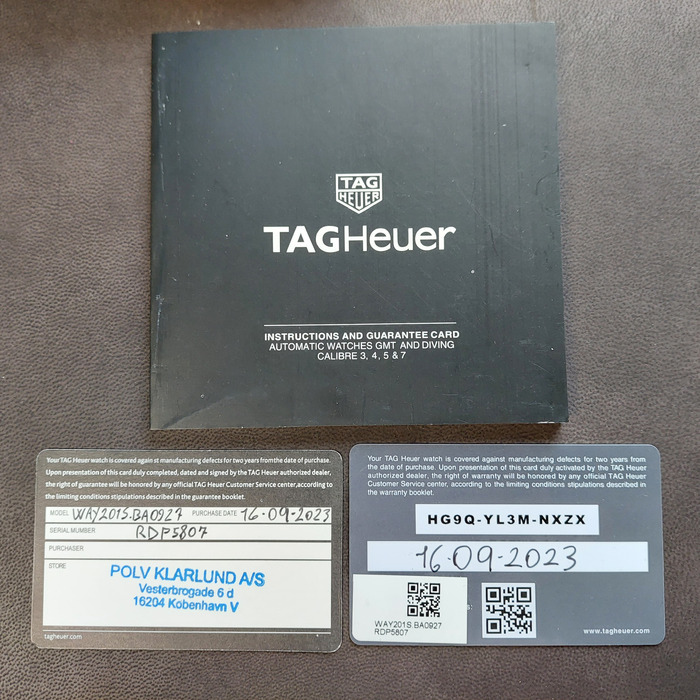 TAG
HEUER
TAGHeuer
INSTRUCTIONS AND GUARANTEE CARD
AUTOMATIC WATCHES GMT AND DIVING
CALIBRE 3, 4, 5 & 7
Your TAG Heuer watch is covered against manufacturing defects for two years from the date of purchase.
Upon presentation of this card duly completed, dated and signed by the TAG Heuer authorized dealer,
the right of guarantee will be honored by any official TAG Heuer Customer Service center, according to
the limiting conditions stipulations described in the guarantee booklet.
MODEL WAY201S.BA0927 PURCHASE DATE 16-09-2023
SERIAL NUMBER RDP5807
PURCHASER
STORE
POLV KLARLUND A/S
Vesterbrogade 6 d
16204 Kobenhavn V
tagheuer.com
Your TAG Heuer watch is covered against manufacturing defects for two years from
the date of purchase. Upon presentation of this card duly activated by the TAG Heuer
authorized dealer, the right of warranty will be honored by any official TAG Heuer
Customer Service center, according to the limiting conditions stipulations described in
the warranty booklet.
HG9Q-YL3M-NXZX
16-09-2023
s:
WAY201S.BA0927
RDP5807
www.tagheuer.com